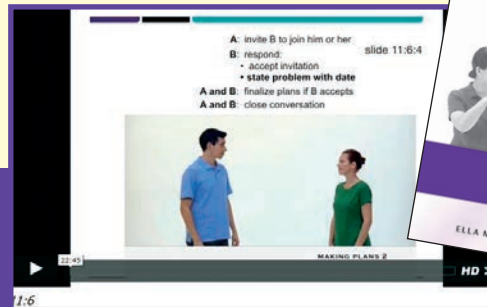 A: invite B to join him or her
slide 11:6:4
B: respond:
• accept invitation
• state problem with date
A and B: finalize plans if B accepts
A and B: close conversation
MAKING PLANS 2
22:45
HD
11:6
ELLA M